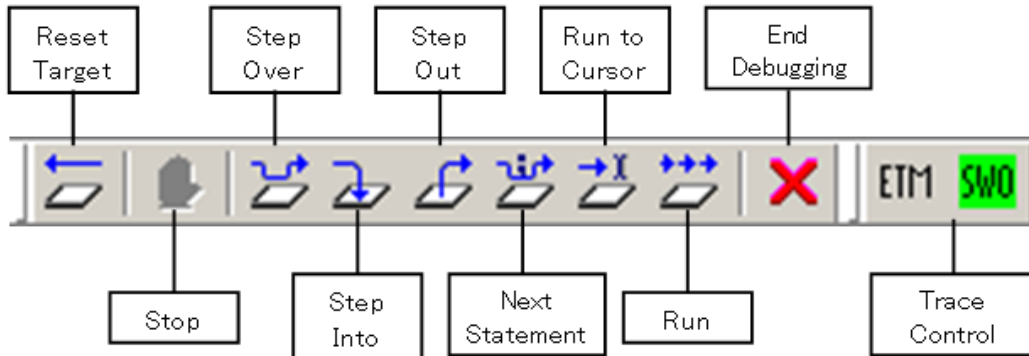 Reset
Target
Step
Over
Step
Out
Run to
Cursor
End
Debugging
ETM
SWO
Stop
Step
Into
Next
Statement
Run
Trace
Control